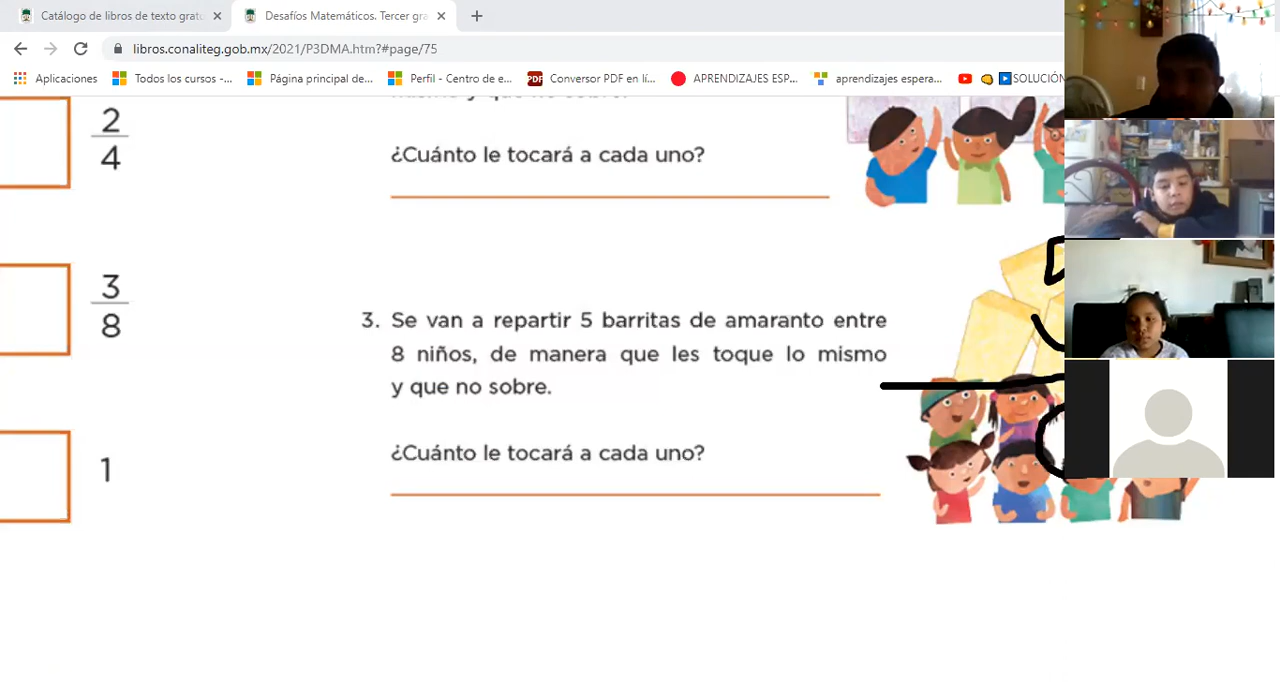 Catálogo de libros de texto gratu
Desafíos Matemáticos. Tercer gra
libros.conaliteg.gob.mx/2021/P3DMA.htm?#page/75
Aplicaciones
Todos los cursos -...
Página principal de...
Perfil - Centro de e...
PDF
Conversor PDF en lí...
APRENDIZAJES ESP...
aprendizajes espera...
SOLUCIÓN
y que no sobre.
2
4
¿Cuánto le tocará a cada uno?
3
8
3. Se van a repartir 5 barritas de amaranto entre
8 niños, de manera que les toque lo mismo
y que no sobre.
¿Cuánto le tocará a cada uno?
1